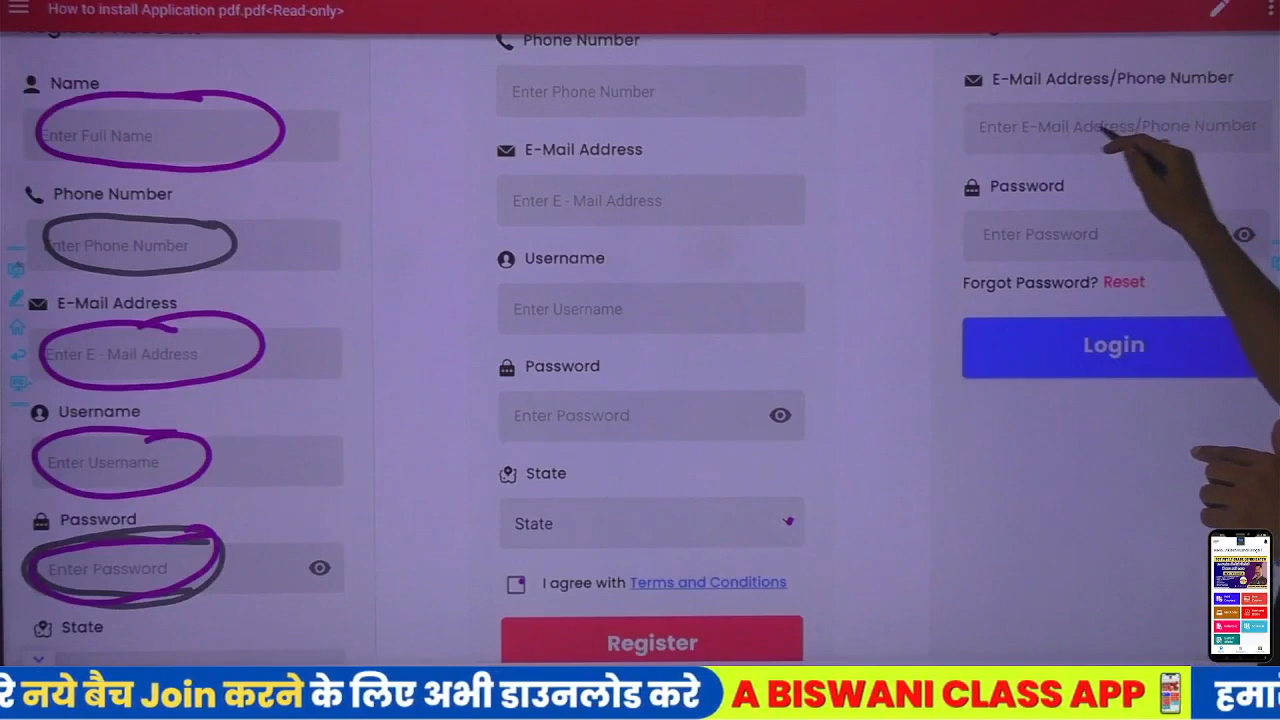 How to install Application pdf.pdf<Read-only>
Register Account
Name
Enter Full Name
Phone Number
Enter Phone Number
E-Mail Address
Enter E - Mail Address
Username
Enter Username
Password
Enter Password
State
Phone Number
Enter Phone Number
E-Mail Address
Enter E - Mail Address
Username
Enter Username
Password
Enter Password
State
State
I agree with Terms and Conditions
Register
E-Mail Address/Phone Number
Enter E-Mail Address/Phone Number
Password
Enter Password
Forgot Password? Reset
Login
रे नये बैच Join करने के लिए अभी डाउनलोड करे A BISWANI CLASS APP हमारे